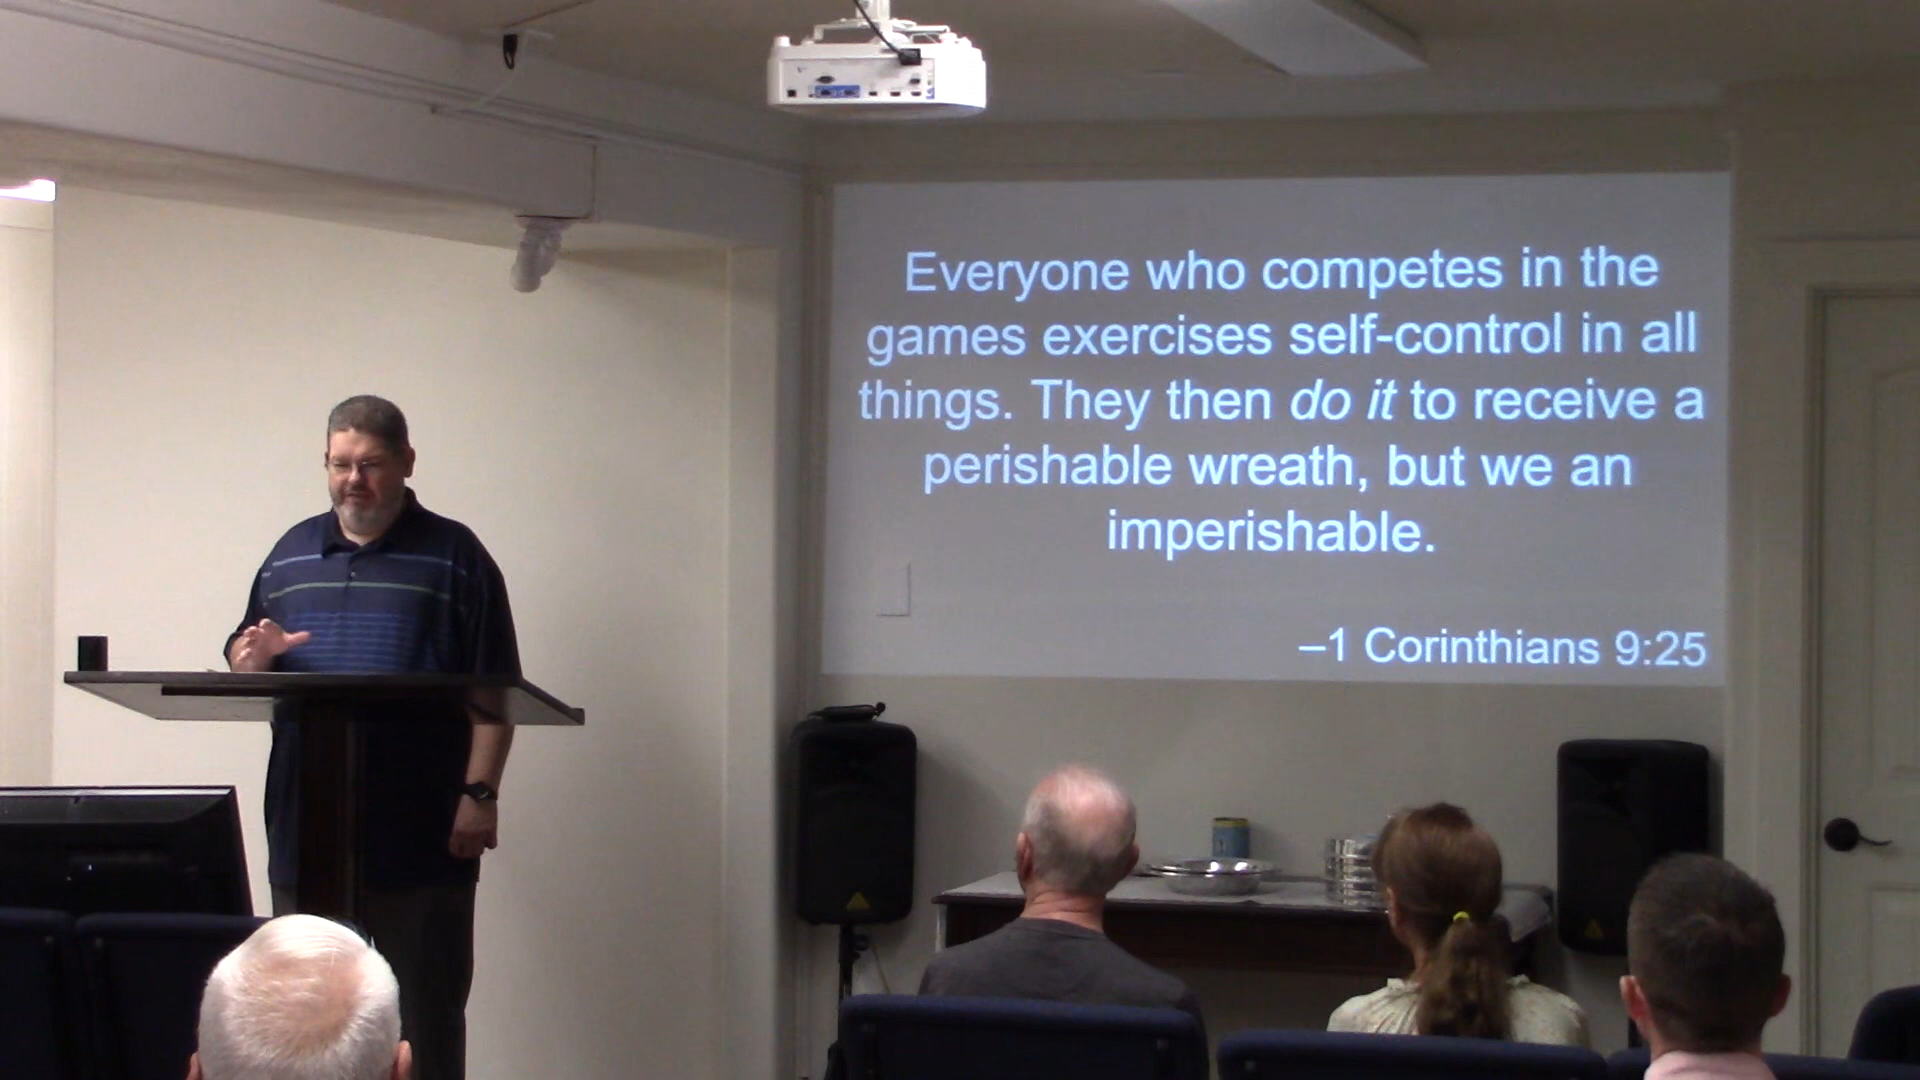 Everyone who competes in the
games exercises self-control in all
things. They then do it to receive a
perishable wreath, but we an
imperishable.
–1 Corinthians 9:25